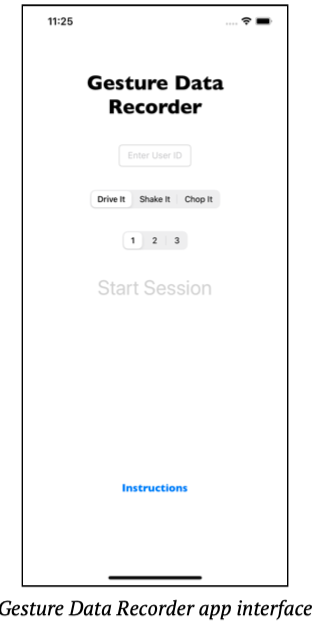 11:25
Gesture Data
Recorder
Enter User ID
Drive It Shake It Chop It
1 2 3
Start Session
Instructions
Gesture Data Recorder app interface